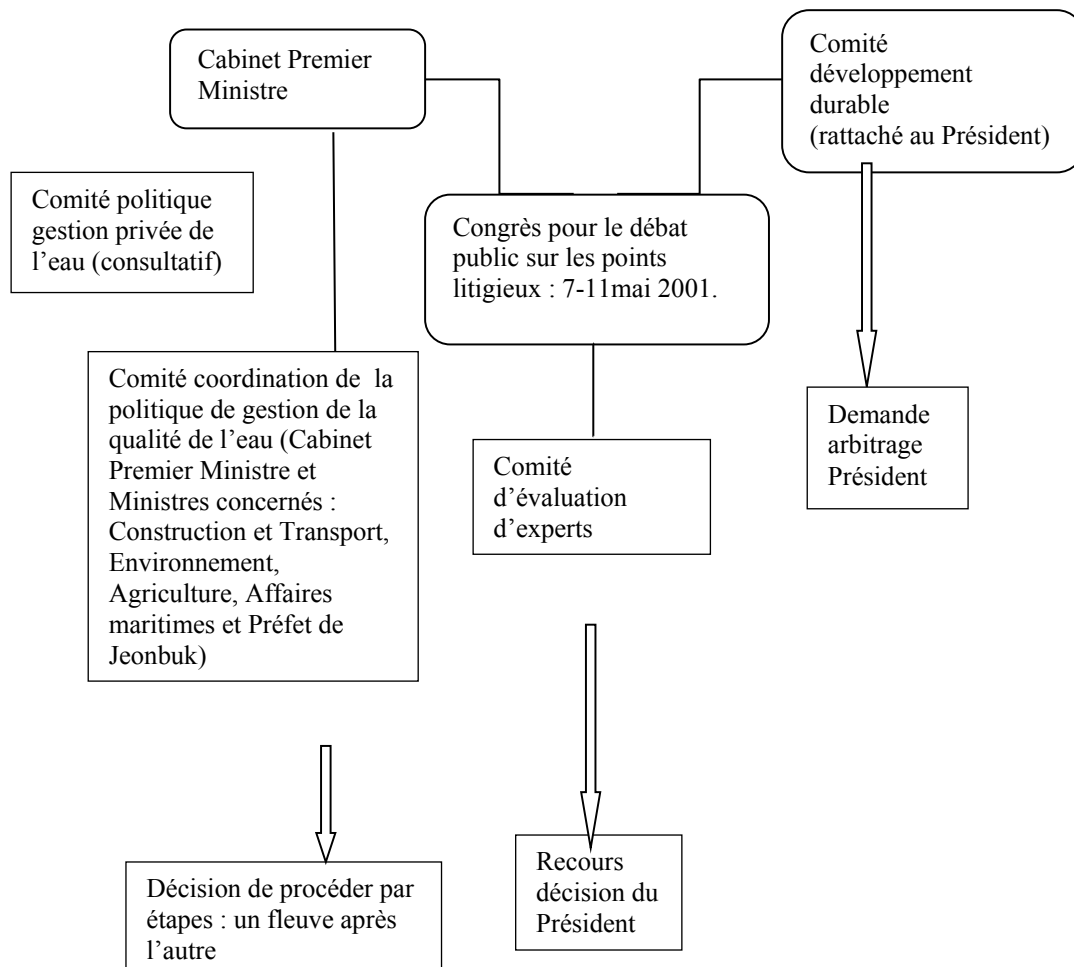 Cabinet Premier
Ministre
Comité
développement
durable
(rattaché au Président)
Comité politique
gestion privée de
l’eau (consultatif)
Congrès pour le débat
public sur les points
litigieux : 7-11mai 2001.
Comité coordination de  la
politique de gestion de la
qualité de l’eau (Cabinet
Premier Ministre et
Ministres concernés :
Construction et Transport,
Environnement,
Agriculture, Affaires
maritimes et Préfet de
Jeonbuk)
Comité
d’évaluation
d’experts
Demande
arbitrage
Président
Décision de procéder par
étapes : un fleuve après
l’autre
Recours
décision du
Président